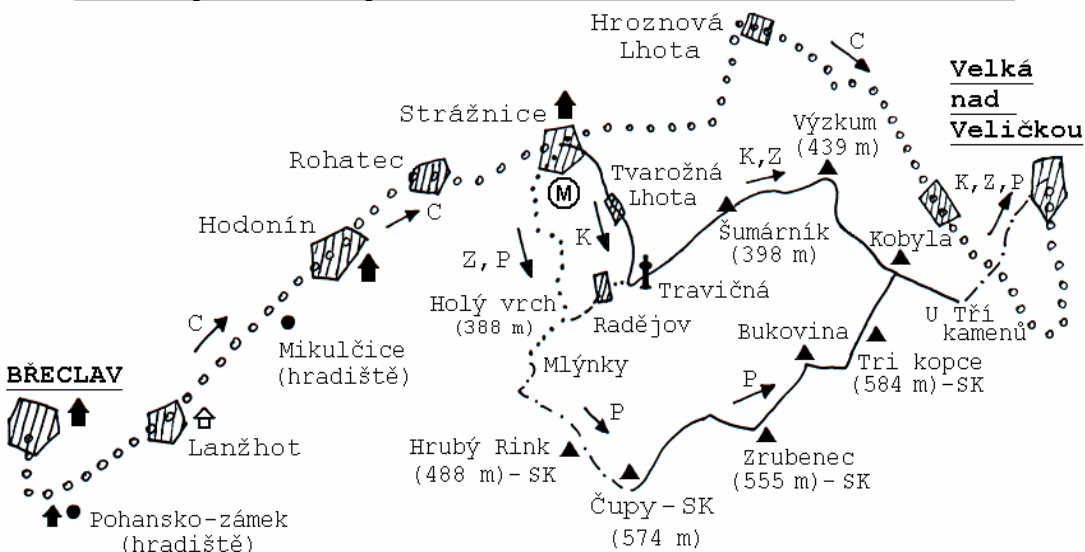 Hroznová
Lhota
C
Velká
nad
Veličkou
Strážnice
Výzkum
(439 m)
K,Z
Tvarožná
Lhota
Rohatec
M
K,Z,P
C
Hodonín
K
Šumárník
(398 m)
Kobyla
Z,P
Travičná
Holý vrch
(388 m)
Radějov
U Tří
kamenů
Bukovina
C
Mikulčice
(hradiště)
Mlýnky
Tri kopce
(584 m)-SK
BŘECLAV
P
P
Lanžhot
Hrubý Rink
(488 m)-SK
Zrubenec
(555 m)-SK
Čupy-SK
(574 m)
Pohansko-zámek
(hradiště)